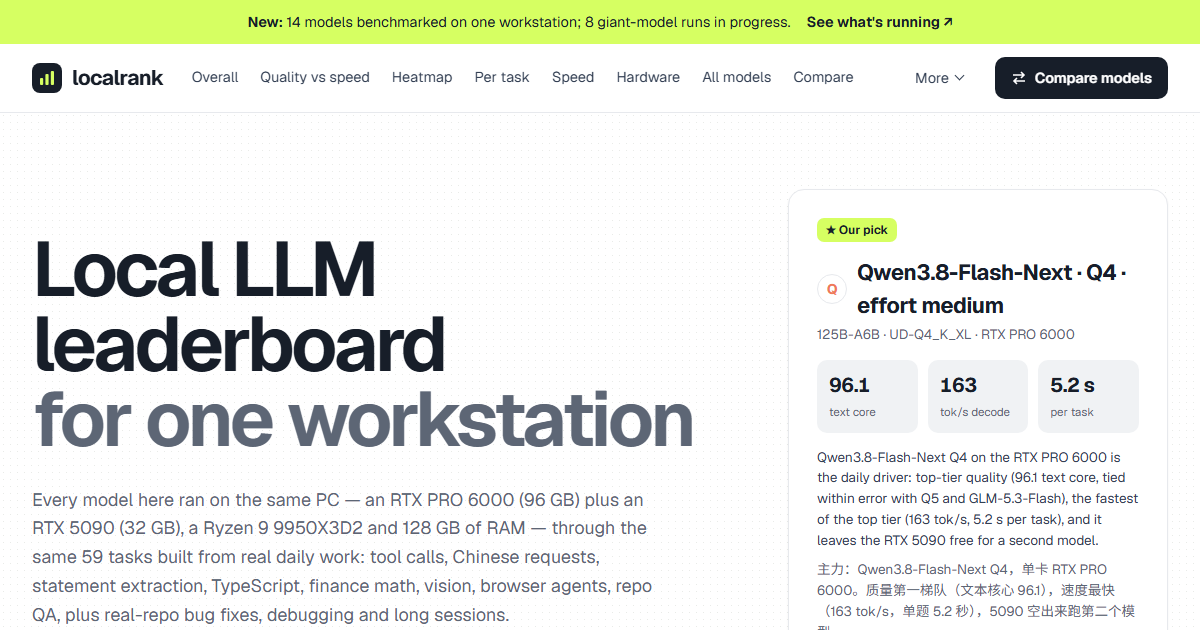 New: 14 models benchmarked on one workstation; 8 giant-model runs in progress. See what's running ↗
localrank Overall Quality vs speed Heatmap Per task Speed Hardware All models Compare More Compare models
Local LLM
leaderboard
for one workstation
Every model here ran on the same PC — an RTX PRO 6000 (96 GB) plus an
RTX 5090 (32 GB), a Ryzen 9 9950X3D2 and 128 GB of RAM — through the
same 59 tasks built from real daily work: tool calls, Chinese requests,
statement extraction, TypeScript, finance math, vision, browser agents, repo
QA, plus real-repo bug fixes, debugging and long sessions.
★ Our pick
Q
Qwen3.8-Flash-Next · Q4 ·
effort medium
125B-A6B · UD-Q4_K_XL · RTX PRO 6000
96.1 163 5.2 s
text core tok/s decode per task
Qwen3.8-Flash-Next Q4 on the RTX PRO 6000 is
the daily driver: top-tier quality (96.1 text core, tied
within error with Q5 and GLM-5.3-Flash), the fastest
of the top tier (163 tok/s, 5.2 s per task), and it
leaves the RTX 5090 free for a second model.
主力：Qwen3.8-Flash-Next Q4，单卡 RTX PRO
6000。质量第一梯队（文本核心 96.1），速度最快
（163 tok/s，单题 5.2 秒），5090 空出来跑第二个模